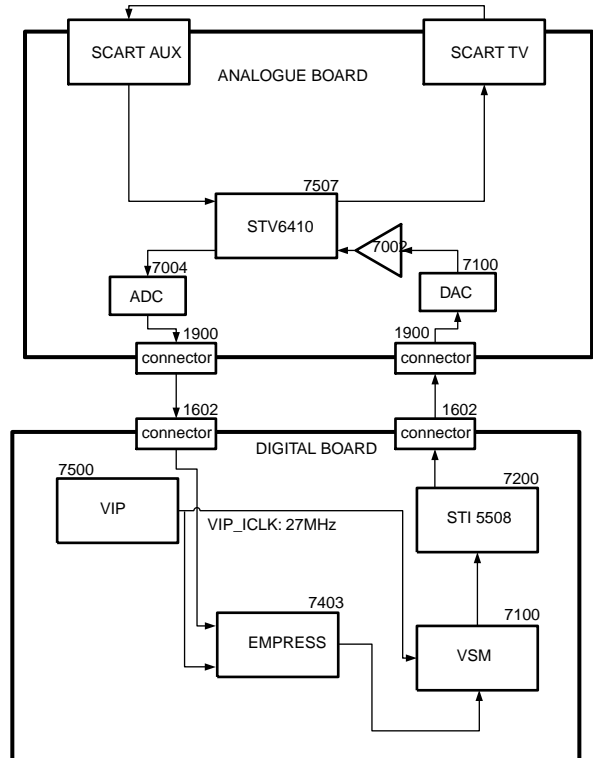 SCART AUX
SCART TV
ANALOGUE BOARD
7507
STV6410
7002
7004
7100
ADC
DAC
1900
1900
connector
connector
1602
1602
connector
connector
DIGITAL BOARD
7500
7200
VIP
STI 5508
VIP_ICLK: 27MHz
7403
7100
EMPRESS
VSM